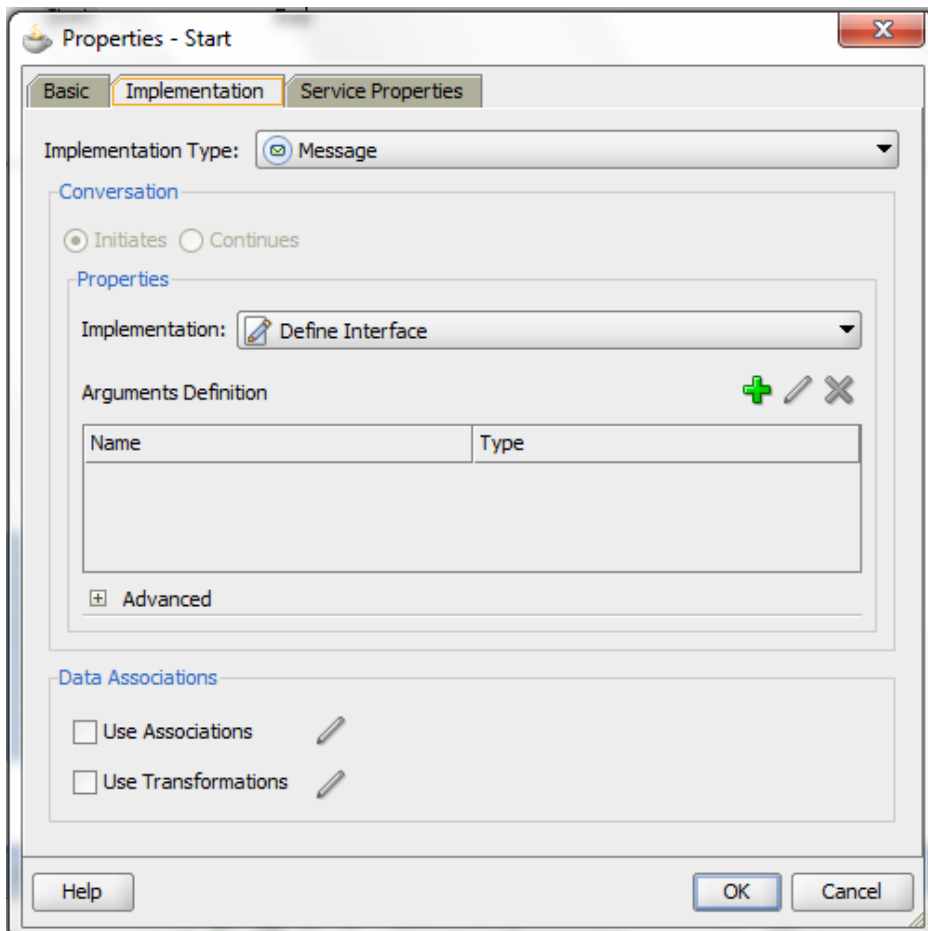 Properties - Start
Basic Implementation Service Properties
Implementation Type: Message
Conversation
Initiates Continues
Properties
Implementation: Define Interface
Arguments Definition
Name Type
Advanced
Data Associations
Use Associations
Use Transformations
Help OK Cancel